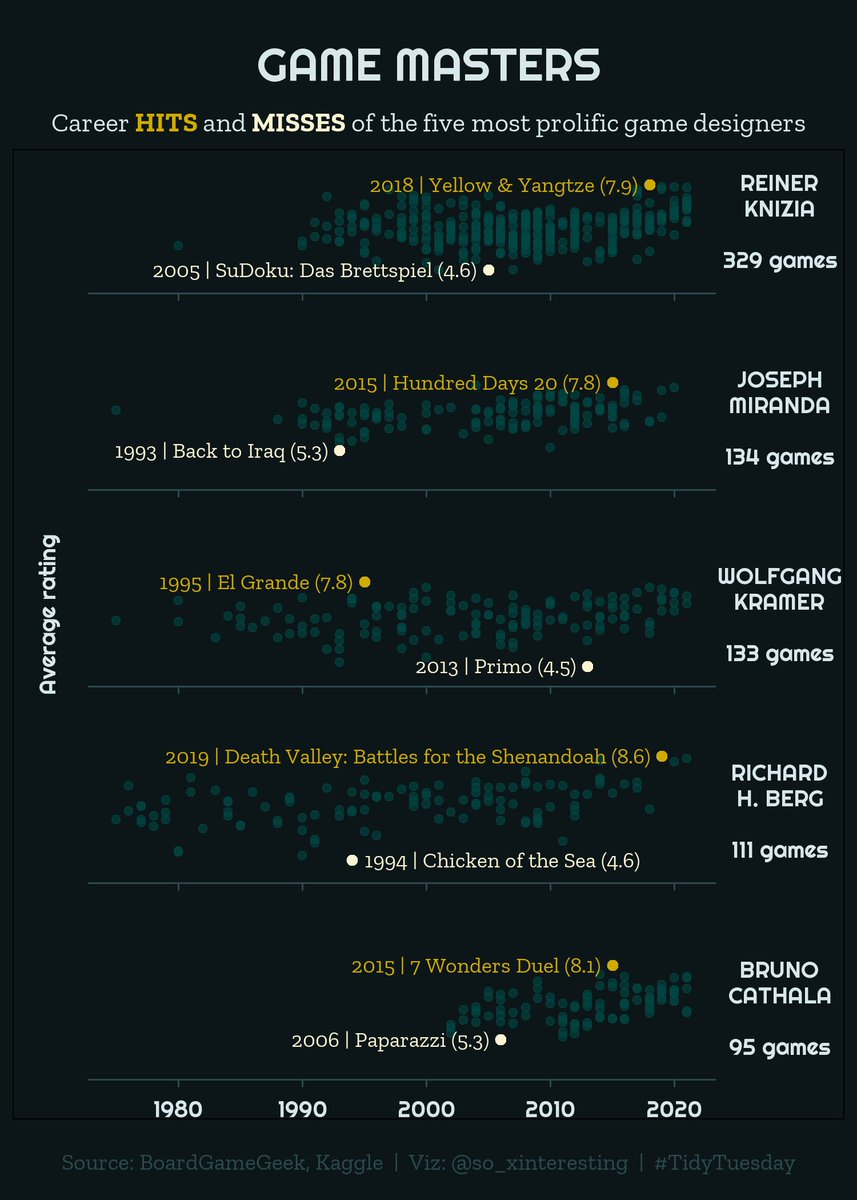 GAME MASTERS
Career HITS and MISSES of the five most prolific game designers
2018 | Yellow & Yangtze (7.9)
2005 | SuDoku: Das Brettspiel (4.6)
REINER
KNIZIA
329 games
2015 | Hundred Days 20 (7.8)
1993 | Back to Iraq (5.3)
JOSEPH
MIRANDA
134 games
Average rating
1995 | El Grande (7.8)
2013 | Primo (4.5)
WOLFGANG
KRAMER
133 games
2019 | Death Valley: Battles for the Shenandoah (8.6)
1994 | Chicken of the Sea (4.6)
RICHARD
H. BERG
111 games
2015 | 7 Wonders Duel (8.1)
2006 | Paparazzi (5.3)
BRUNO
CATHALA
95 games
1980 1990 2000 2010 2020
Source: BoardGameGeek, Kaggle | Viz: @so_xinteresting | #TidyTuesday